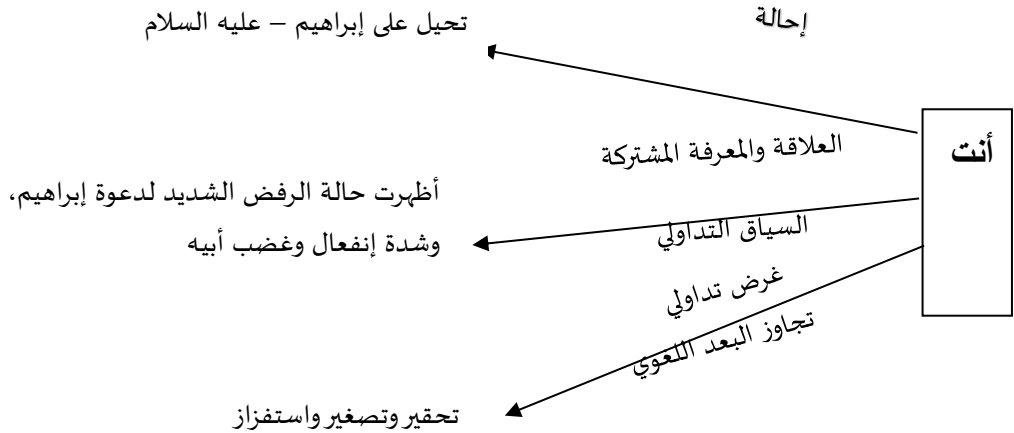 إحالة
تحيل على إبراهيم – عليه السلام
أنت
العلاقة والمعرفة المشتركة
أظهرت حالة الرفض الشديد لدعوة إبراهيم،
وشدة إنفعال وغضب أبيه
السياق التداولي
غرض تداولي
تجاوز البعد اللغوي
تحقير وتصغير واستفزاز